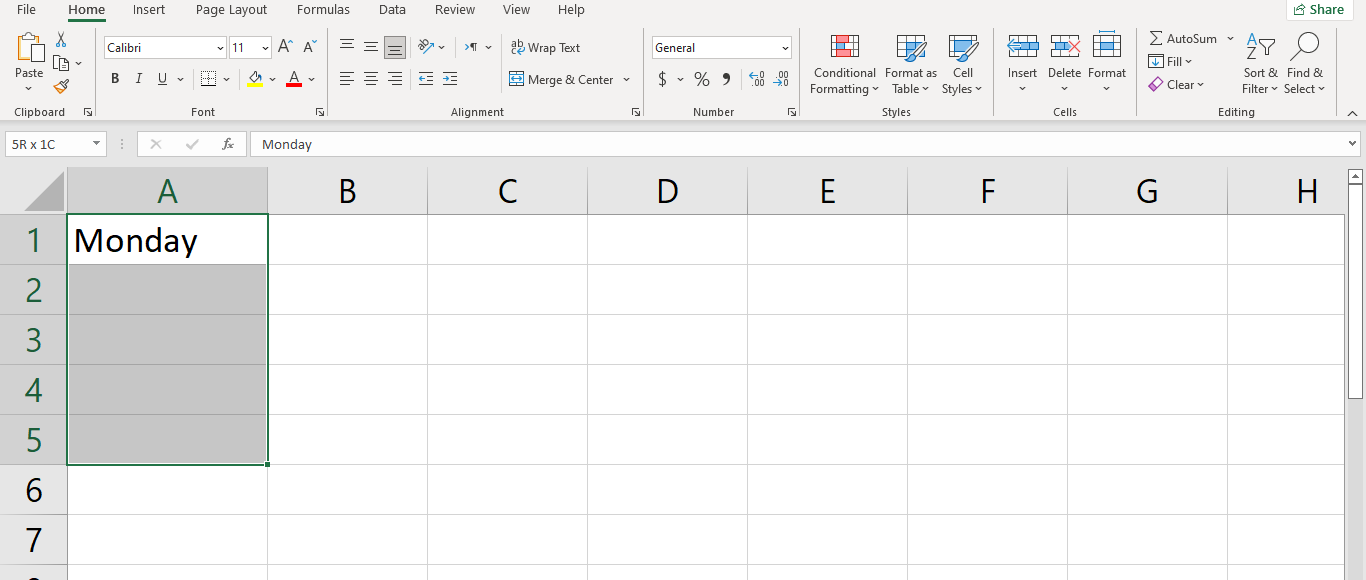 File Home Insert Page Layout Formulas Data Review View Help Share
Paste
Clipboard
Calibri 11 A A
B I U A
Font
ab Wrap Text
c
Merge & Center
Alignment
General
$ % 9 .0 .00
.00 .0
Number
Conditional Formatting
Format as Table
Cell Styles
Styles
Insert Delete Format
Cells
AutoSum
Fill
Clear
A
Z
Sort & Filter
Find & Select
Editing
5R x 1C fx Monday
A B C D E F G H
1 Monday
2
3
4
5
6
7